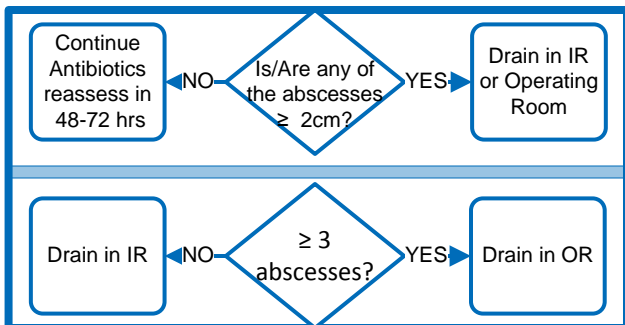 Continue
Antibiotics
reassess in
48-72 hrs
NO
Is/Are any of
the abscesses
≥ 2cm?
YES
Drain in IR
or Operating
Room
Drain in IR
NO
≥ 3
abscesses?
YES
Drain in OR